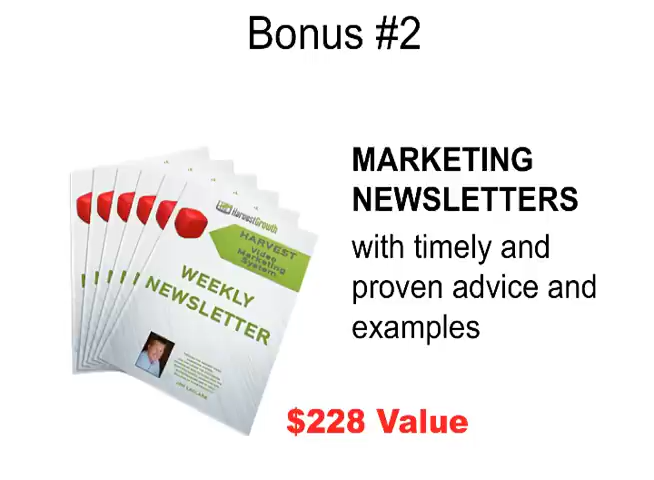 Bonus #2
HarvestGrowth
HARVEST
Video
Marketing
System
WEEKLY
NEWSLETTER
MARKETING
NEWSLETTERS
with timely and
proven advice and
examples
$228 Value